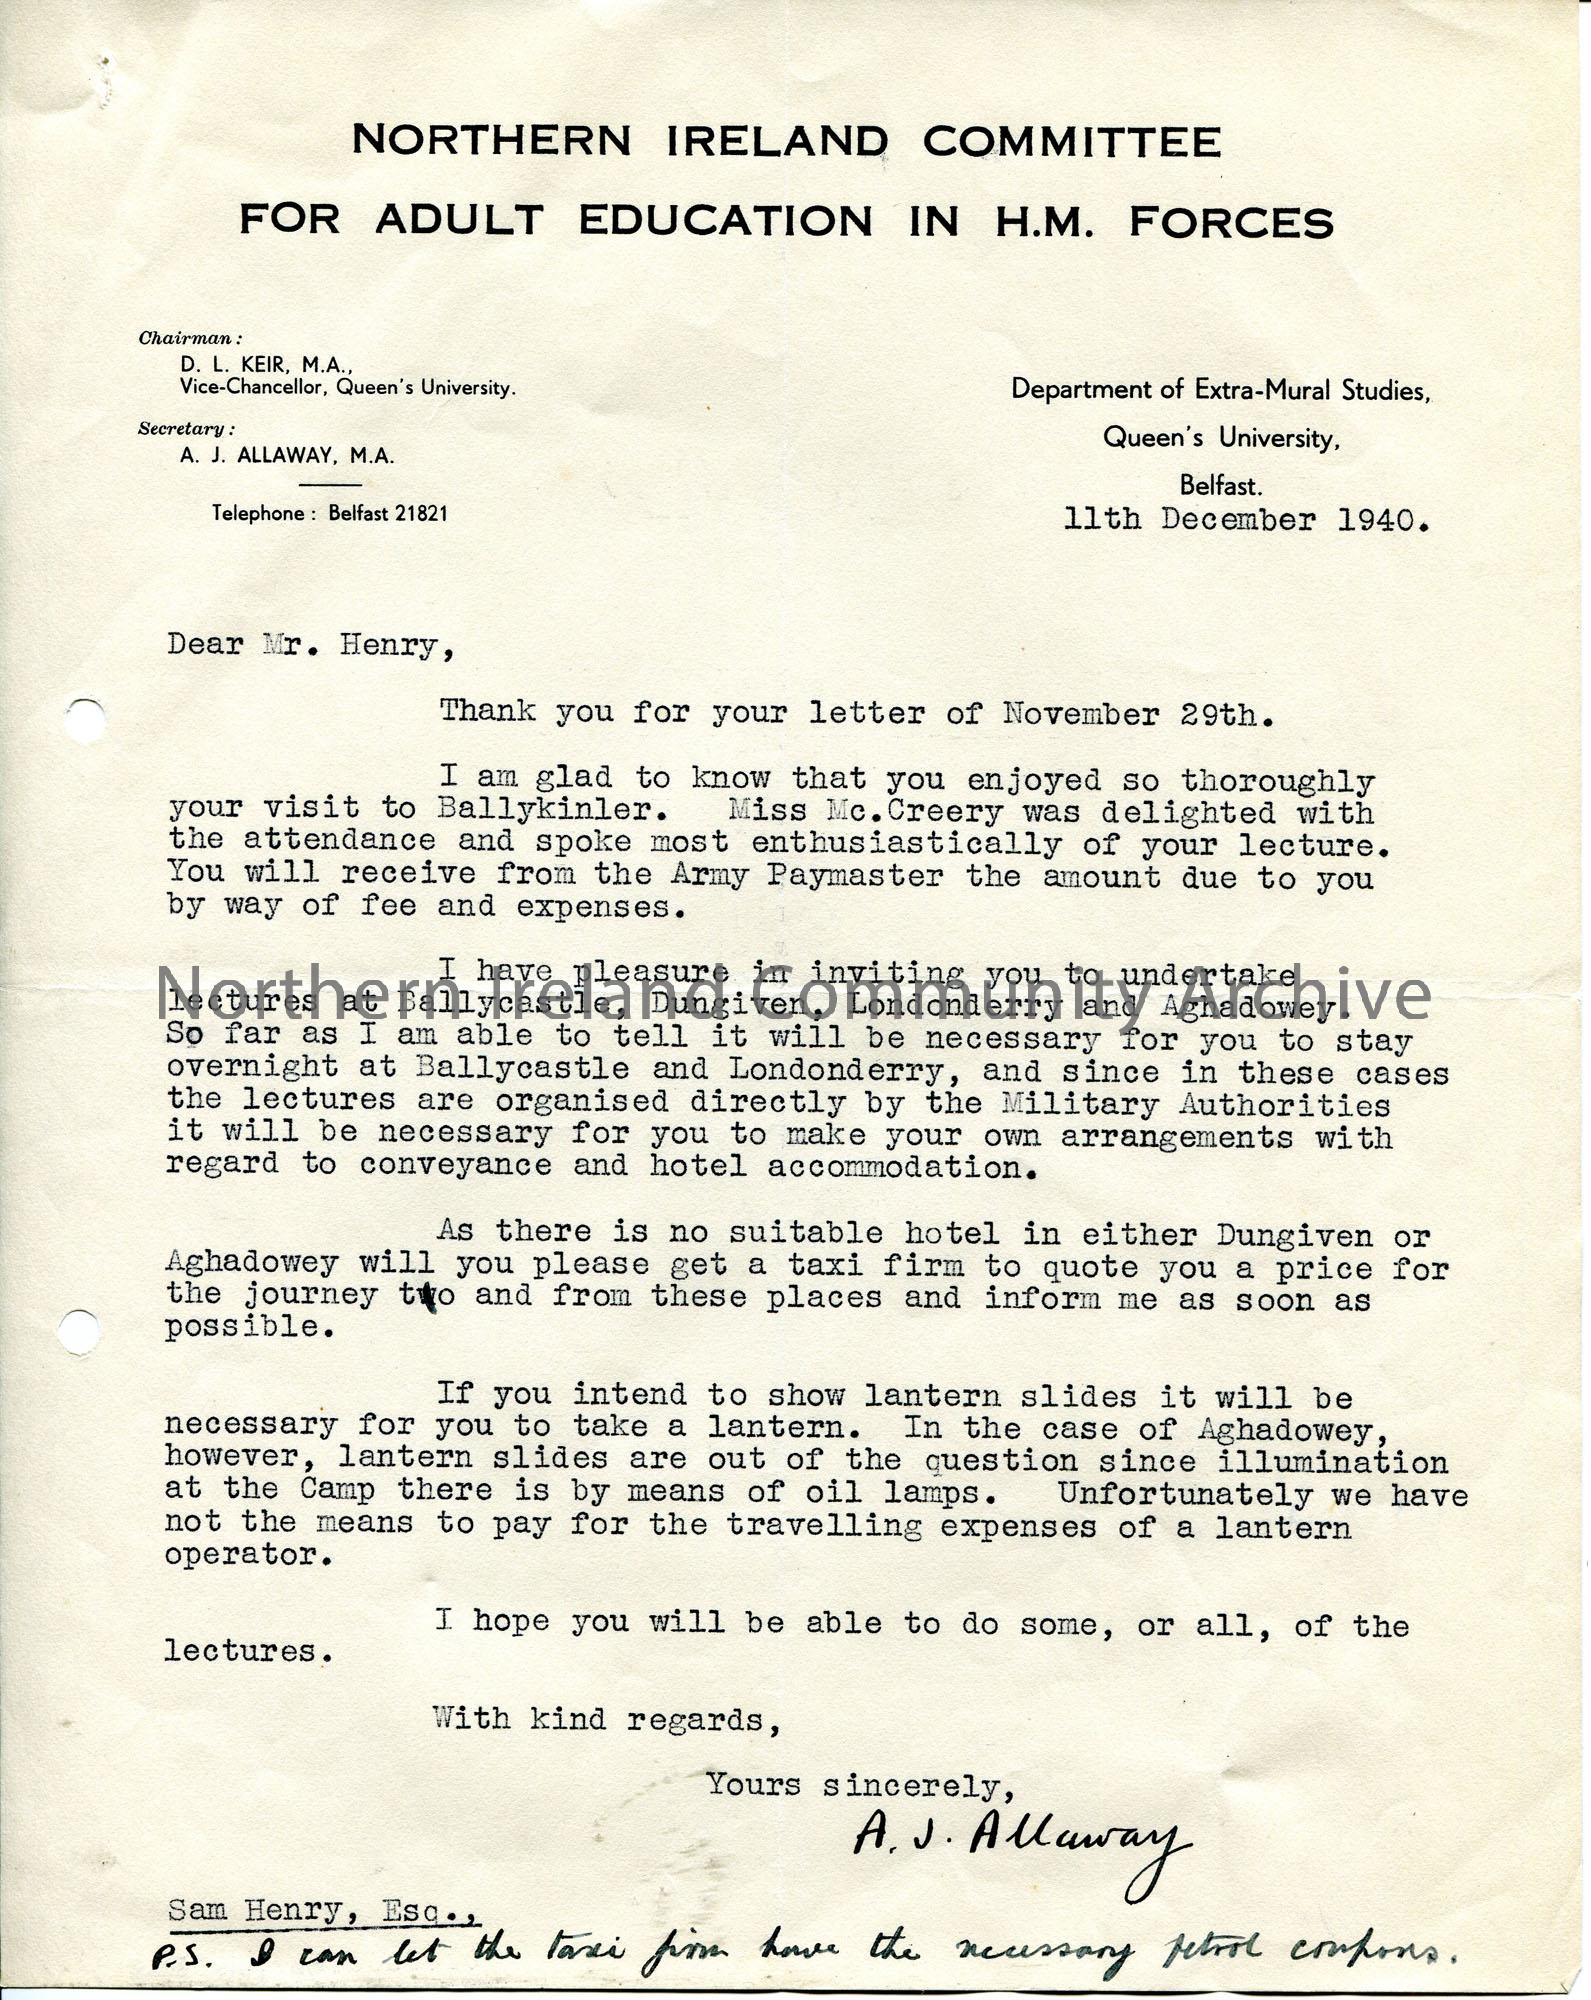 NORTHERN IRELAND COMMITTEE
FOR ADULT EDUCATION IN H.M. FORCES
Chairman :
D. L. KEIR, M.A.,
Vice-Chancellor, Queen's University.
Secretary :
A. J. ALLAWAY, M.A.
Telephone : Belfast 21821
Department of Extra-Mural Studies,
Queen's University,
Belfast.
11th December 1940.
Dear Mr. Henry,
Thank you for your letter of November 29th.
I am glad to know that you enjoyed so thoroughly
your visit to Ballykinler. Miss Mc.Creery was delighted with
the attendance and spoke most enthusiastically of your lecture.
You will receive from the Army Paymaster the amount due to you
by way of fee and expenses.
I have pleasure in inviting you to undertake
lectures at Ballycastle, Dungiven, Londonderry and Aghadowey.
Northern Ireland Community Archive
So far as I am able to tell it will be necessary for you to stay
overnight at Ballycastle and Londonderry, and since in these cases
the lectures are organised directly by the Military Authorities
it will be necessary for you to make your own arrangements with
regard to conveyance and hotel accommodation.
As there is no suitable hotel in either Dungiven or
Aghadowey will you please get a taxi firm to quote you a price for
the journey two and from these places and inform me as soon as
possible.
If you intend to show lantern slides it will be
necessary for you to take a lantern. In the case of Aghadowey,
however, lantern slides are out of the question since illumination
at the Camp there is by means of oil lamps. Unfortunately we have
not the means to pay for the travelling expenses of a lantern
operator.
I hope you will be able to do some, or all, of the
lectures.
With kind regards,
Yours sincerely,
A. J. Allaway
Sam Henry, Esq.,
P.S. I can let the taxi firm have the necessary petrol coupons.